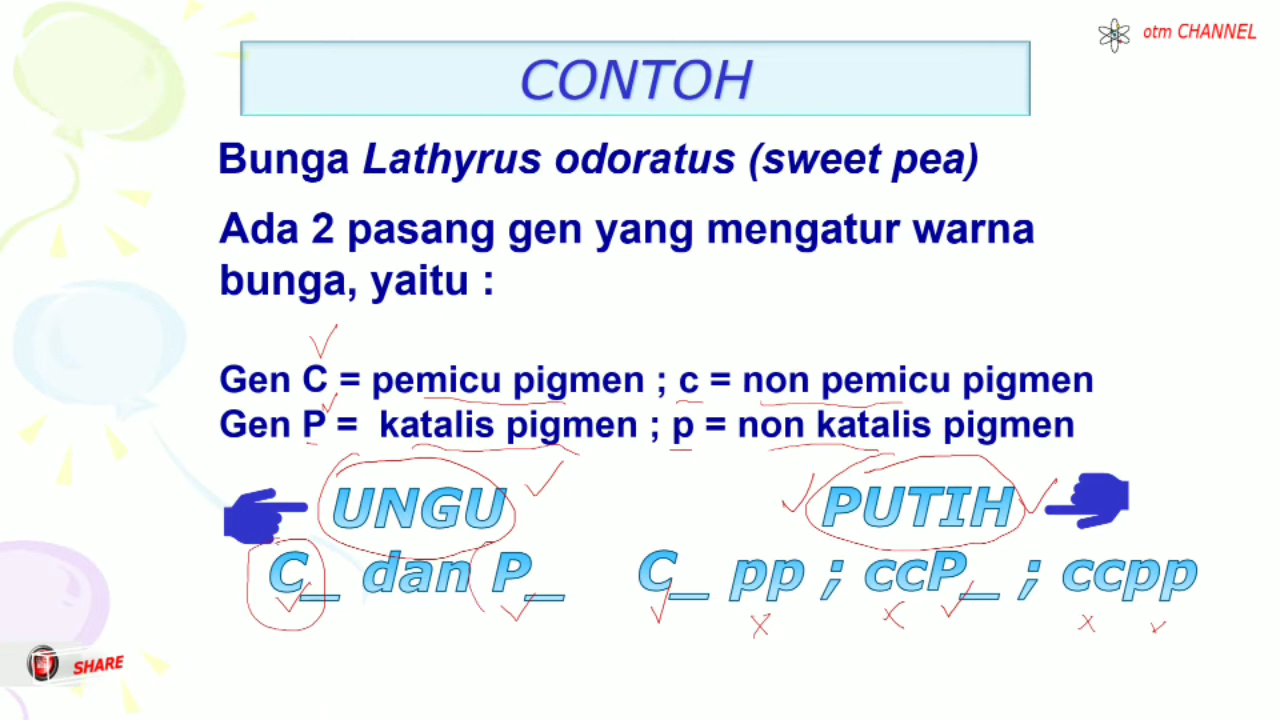 otm CHANNEL
CONTOH
Bunga Lathyrus odoratus (sweet pea)
Ada 2 pasang gen yang mengatur warna
bunga, yaitu :
Gen C = pemicu pigmen ; c = non pemicu pigmen
Gen P = katalis pigmen ; p = non katalis pigmen
UNGU
PUTIH
C_ dan P_
C_ pp ; ccP_ ; ccpp
SHARE